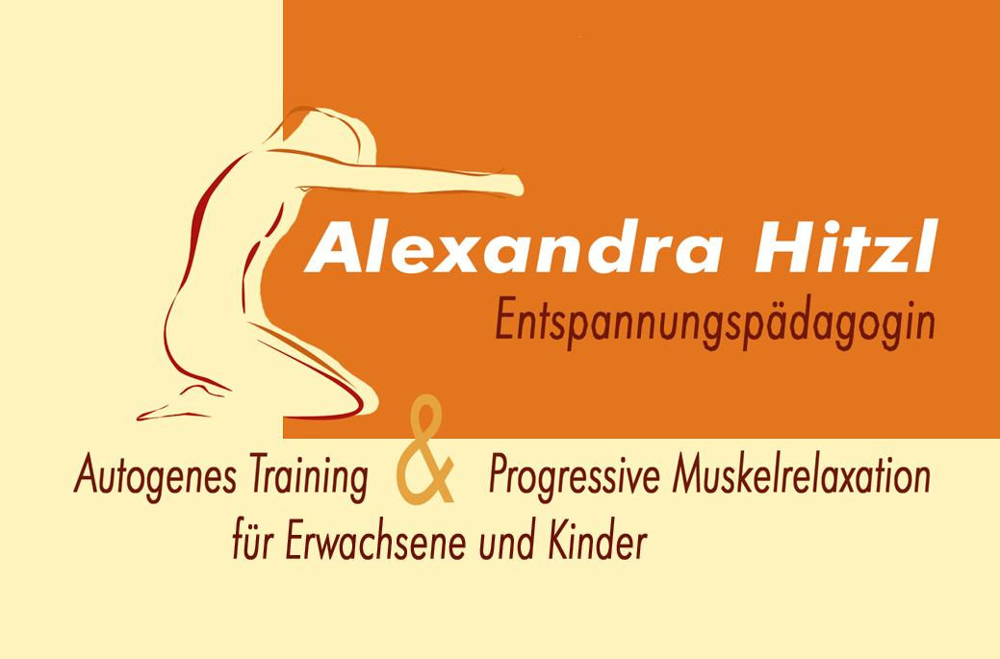 Alexandra Hitzl
Entspannungspädagogin
Autogenes Training & Progressive Muskelrelaxation
für Erwachsene und Kinder